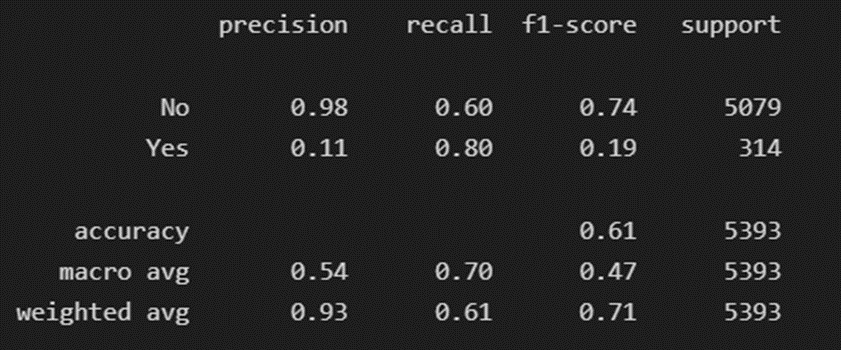 precision recall f1-score support
No 0.98 0.60 0.74 5079
Yes 0.11 0.80 0.19 314
accuracy 0.61 5393
macro avg 0.54 0.70 0.47 5393
weighted avg 0.93 0.61 0.71 5393